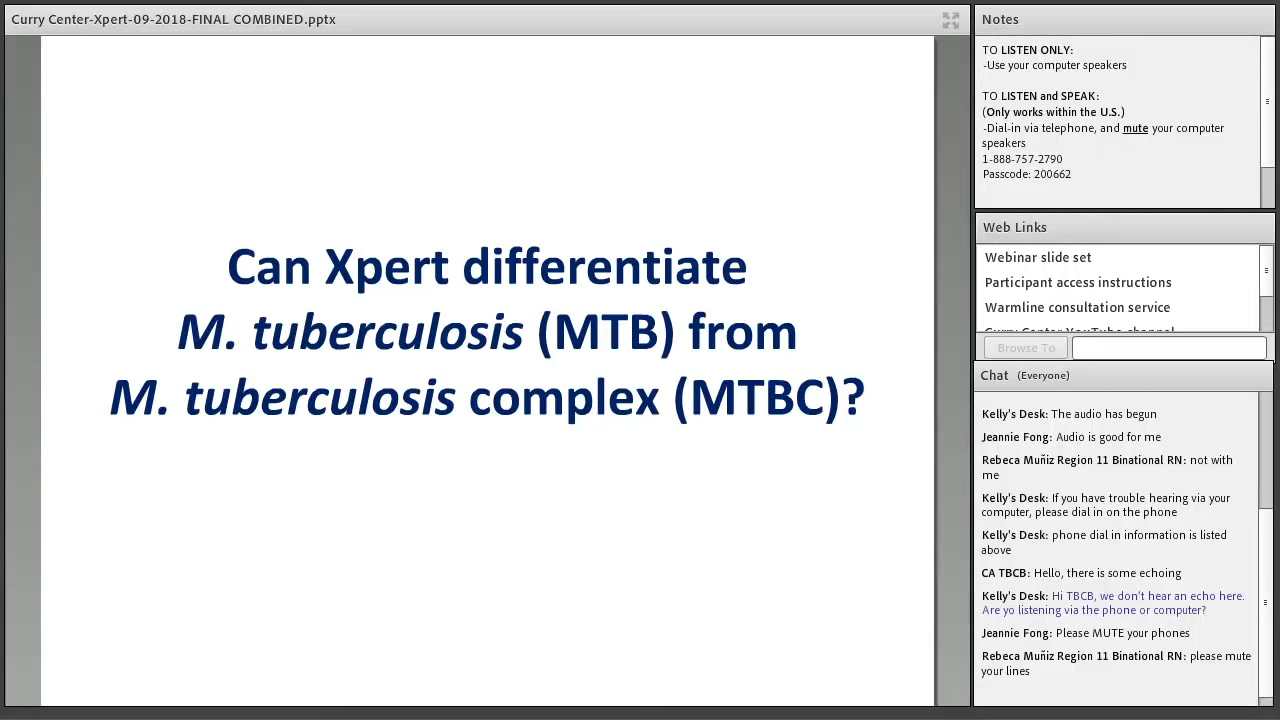 Curry Center-Xpert-09-2018-FINAL COMBINED.pptx
Can Xpert differentiate
M. tuberculosis (MTB) from
M. tuberculosis complex (MTBC)?
Notes
TO LISTEN ONLY:
-Use your computer speakers
TO LISTEN and SPEAK:
(Only works within the U.S.)
-Dial-in via telephone, and mute your computer
speakers
1-888-757-2790
Passcode: 200662
Web Links
Webinar slide set
Participant access instructions
Warmline consultation service
Curry Center YouTube channel
Browse To
Chat (Everyone)
Kelly's Desk: The audio has begun
Jeannie Fong: Audio is good for me
Rebeca Muñiz Region 11 Binational RN: not with
me
Kelly's Desk: If you have trouble hearing via your
computer, please dial in on the phone
Kelly's Desk: phone dial in information is listed
above
CA TBCB: Hello, there is some echoing
Kelly's Desk: Hi TBCB, we don't hear an echo here.
Are yo listening via the phone or computer?
Jeannie Fong: Please MUTE your phones
Rebeca Muñiz Region 11 Binational RN: please mute
your lines